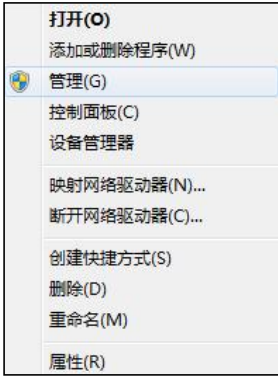 打开(O)
添加或删除程序(W)
管理(G)
控制面板(C)
设备管理器
映射网络驱动器(N)...
断开网络驱动器(C)...
创建快捷方式(S)
删除(D)
重命名(M)
属性(R)